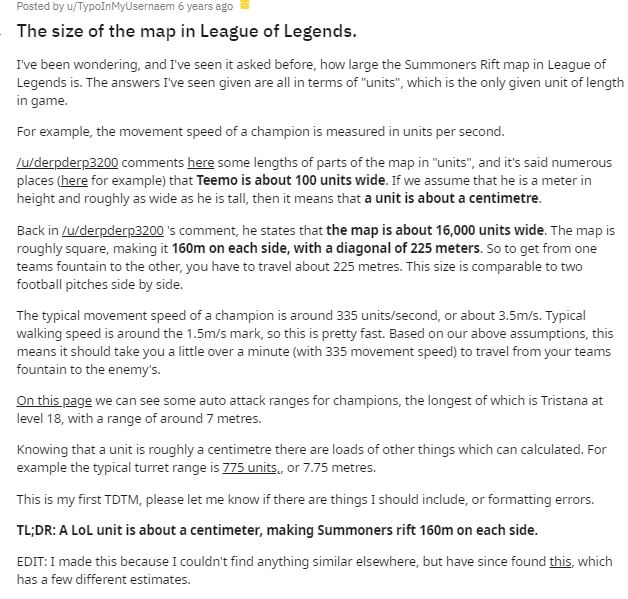 Posted by u/TypoInMyUsernaem 6 years ago
The size of the map in League of Legends.
I've been wondering, and I've seen it asked before, how large the Summoners Rift map in League of
Legends is. The answers I've seen given are all in terms of "units", which is the only given unit of length
in game.
For example, the movement speed of a champion is measured in units per second.
/u/derpderp3200 comments here some lengths of parts of the map in "units", and it's said numerous
places (here for example) that Teemo is about 100 units wide. If we assume that he is a meter in
height and roughly as wide as he is tall, then it means that a unit is about a centimetre.
Back in /u/derpderp3200 's comment, he states that the map is about 16,000 units wide. The map is
roughly square, making it 160m on each side, with a diagonal of 225 meters. So to get from one
teams fountain to the other, you have to travel about 225 metres. This size is comparable to two
football pitches side by side.
The typical movement speed of a champion is around 335 units/second, or about 3.5m/s. Typical
walking speed is around the 1.5m/s mark, so this is pretty fast. Based on our above assumptions, this
means it should take you a little over a minute (with 335 movement speed) to travel from your teams
fountain to the enemy's.
On this page we can see some auto attack ranges for champions, the longest of which is Tristana at
level 18, with a range of around 7 metres.
Knowing that a unit is roughly a centimetre there are loads of other things which can calculated. For
example the typical turret range is 775 units,, or 7.75 metres.
This is my first TDTM, please let me know if there are things I should include, or formatting errors.
TL;DR: A LoL unit is about a centimeter, making Summoners rift 160m on each side.
EDIT: I made this because I couldn't find anything similar elsewhere, but have since found this, which
has a few different estimates.